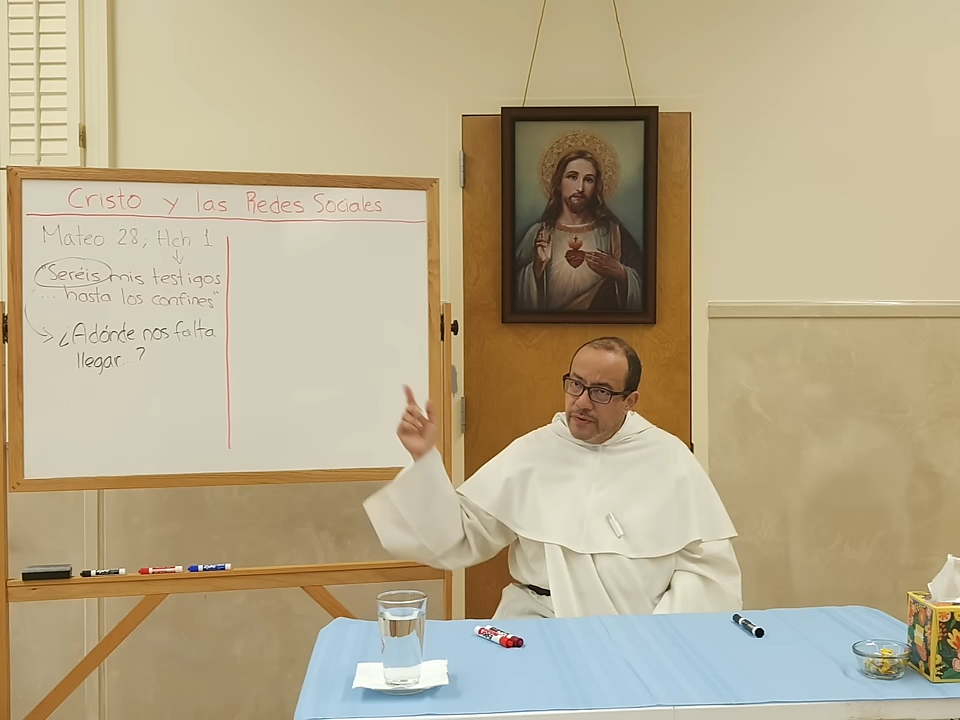 Cristo y las Redes Sociales
Mateo 28, Hch 1
"Seréis mis testigos
... hasta los confines"
¿Adónde nos falta
llegar...?